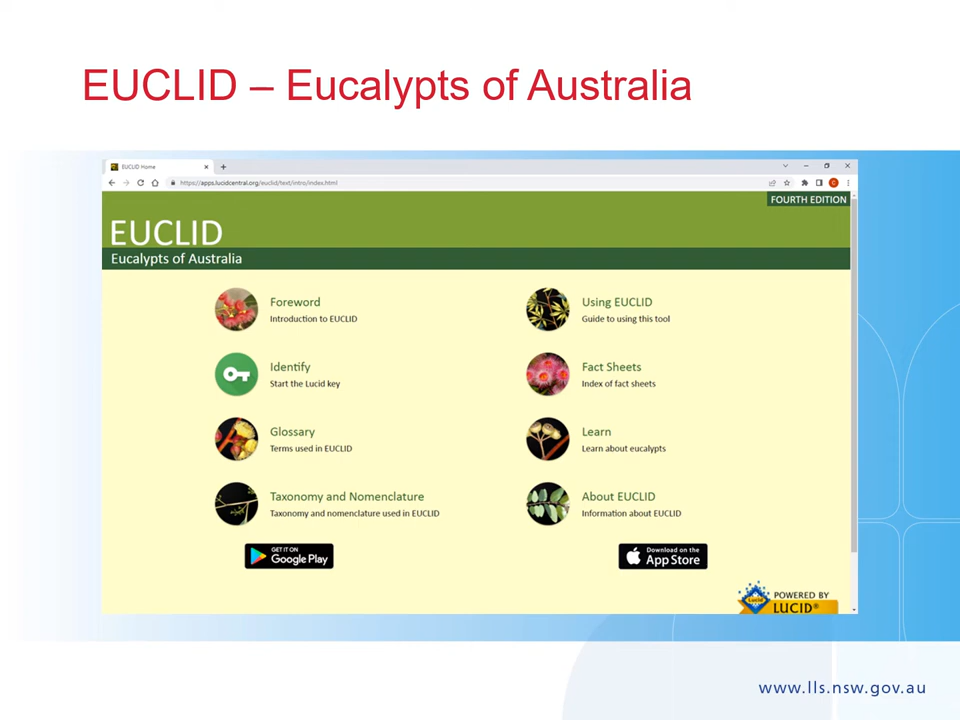 EUCLID – Eucalypts of Australia
EUCLID Home
https://apps.lucidcentral.org/euclid/text/intro/index.html
FOURTH EDITION
EUCLID
Eucalypts of Australia
Foreword
Introduction to EUCLID
Using EUCLID
Guide to using this tool
Identify
Start the Lucid key
Fact Sheets
Index of fact sheets
Glossary
Terms used in EUCLID
Learn
Learn about eucalypts
Taxonomy and Nomenclature
Taxonomy and nomenclature used in EUCLID
About EUCLID
Information about EUCLID
GET IT ON
Google Play
Download on the
App Store
POWERED BY
LUCID®
www.lls.nsw.gov.au